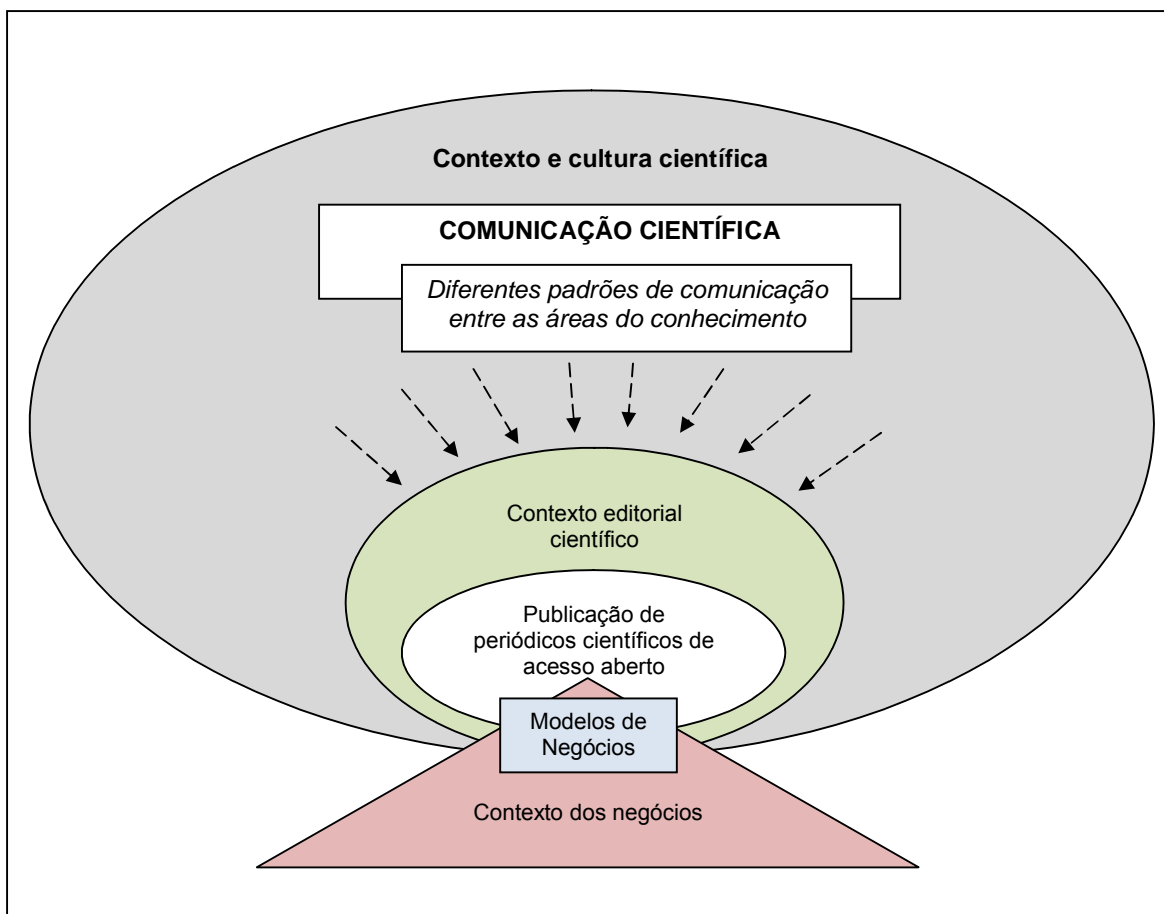 Contexto e cultura científica
COMUNICAÇÃO CIENTÍFICA
Diferentes padrões de comunicação
entre as áreas do conhecimento
Contexto editorial
científico
Publicação de
periódicos científicos de
acesso aberto
Modelos de
Negócios
Contexto dos negócios